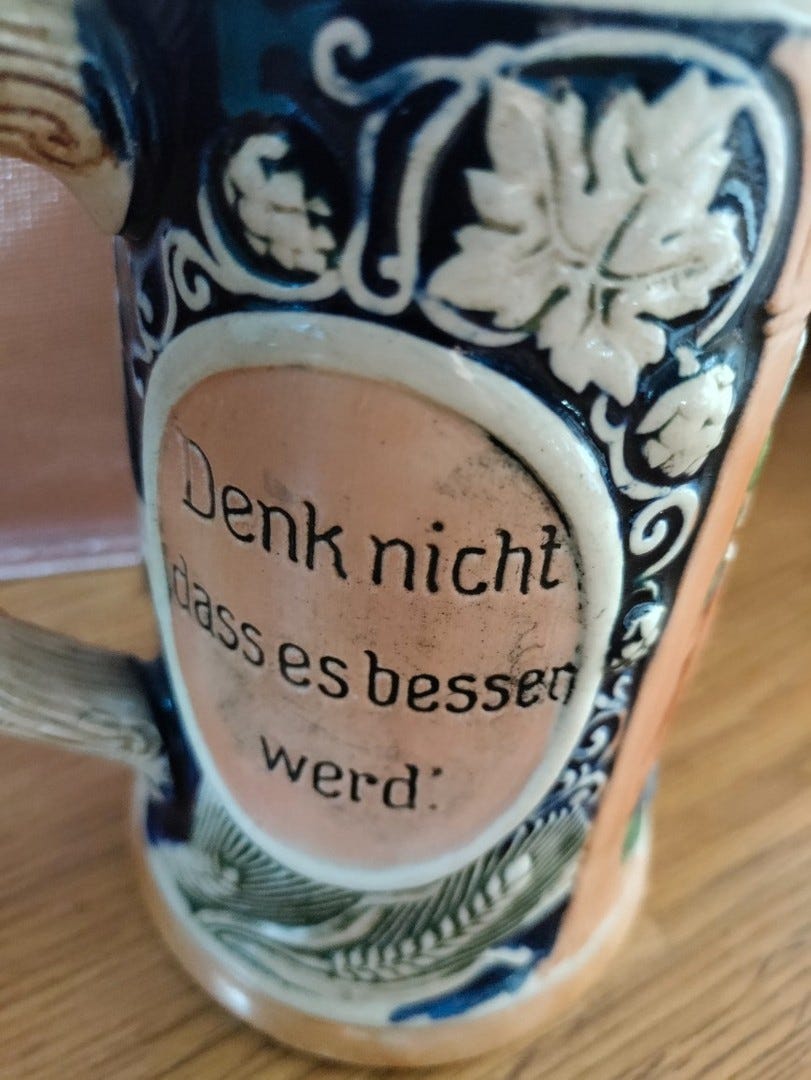 Denk nicht
dass es besser
werd'.